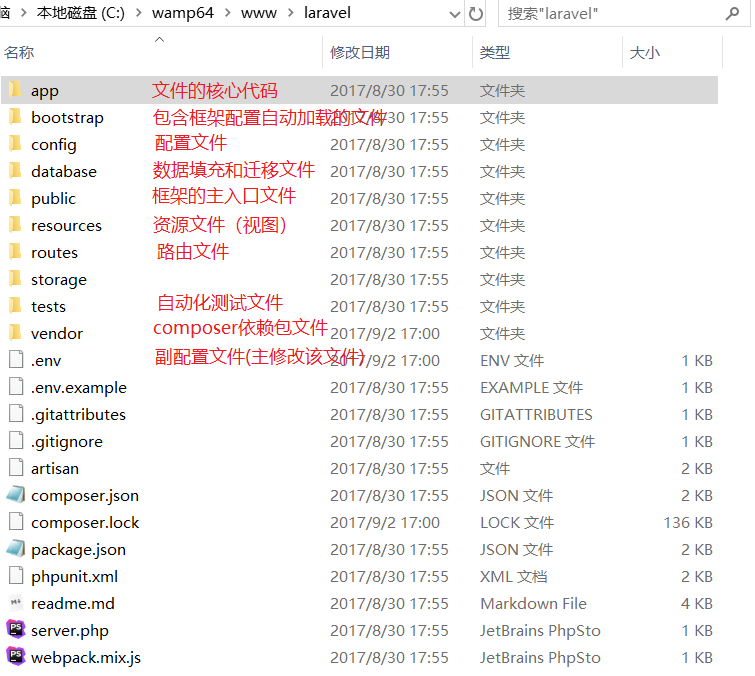 脑 > 本地磁盘 (C:) > wamp64 > www > laravel 搜索"laravel"
名称 修改日期 类型 大小
app 文件的核心代码 2017/8/30 17:55 文件夹
bootstrap 包含框架配置自动加载的文件 2017/8/30 17:55 文件夹
config 配置文件 2017/8/30 17:55 文件夹
database 数据填充和迁移文件 2017/8/30 17:55 文件夹
public 框架的主入口文件 2017/8/30 17:55 文件夹
resources 资源文件（视图） 2017/8/30 17:55 文件夹
routes 路由文件 2017/8/30 17:55 文件夹
storage 2017/8/30 17:55 文件夹
tests 自动化测试文件 2017/8/30 17:55 文件夹
vendor composer依赖包文件 2017/9/2 17:00 文件夹
.env 副配置文件(主修改该文件) 2017/9/2 17:00 ENV 文件 1 KB
.env.example 2017/8/30 17:55 EXAMPLE 文件 1 KB
.gitattributes 2017/8/30 17:55 GITATTRIBUTES 1 KB
.gitignore 2017/8/30 17:55 GITIGNORE 文件 1 KB
artisan 2017/8/30 17:55 文件 2 KB
composer.json 2017/8/30 17:55 JSON 文件 2 KB
composer.lock 2017/9/2 17:00 LOCK 文件 136 KB
package.json 2017/8/30 17:55 JSON 文件 2 KB
phpunit.xml 2017/8/30 17:55 XML 文档 2 KB
readme.md 2017/8/30 17:55 Markdown File 4 KB
server.php 2017/8/30 17:55 JetBrains PhpSto 1 KB
webpack.mix.js 2017/8/30 17:55 JetBrains PhpSto 1 KB